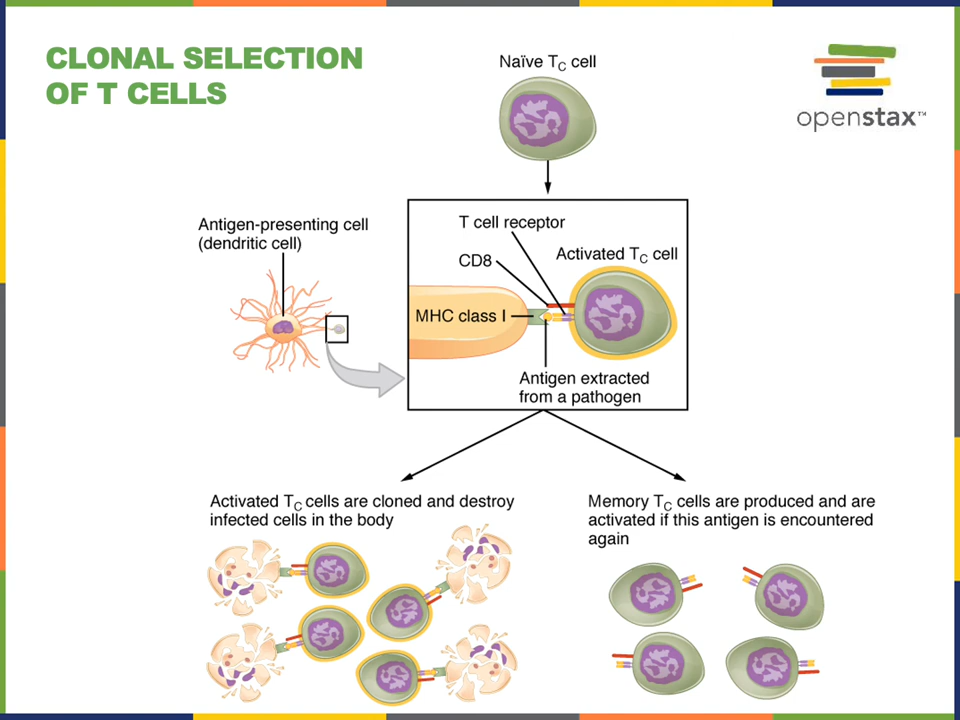 CLONAL SELECTION
OF T CELLS
Naïve TC cell
openstax™
Antigen-presenting cell
(dendritic cell)
T cell receptor
CD8
Activated TC cell
MHC class I
Antigen extracted
from a pathogen
Activated TC cells are cloned and destroy
infected cells in the body
Memory TC cells are produced and are
activated if this antigen is encountered
again